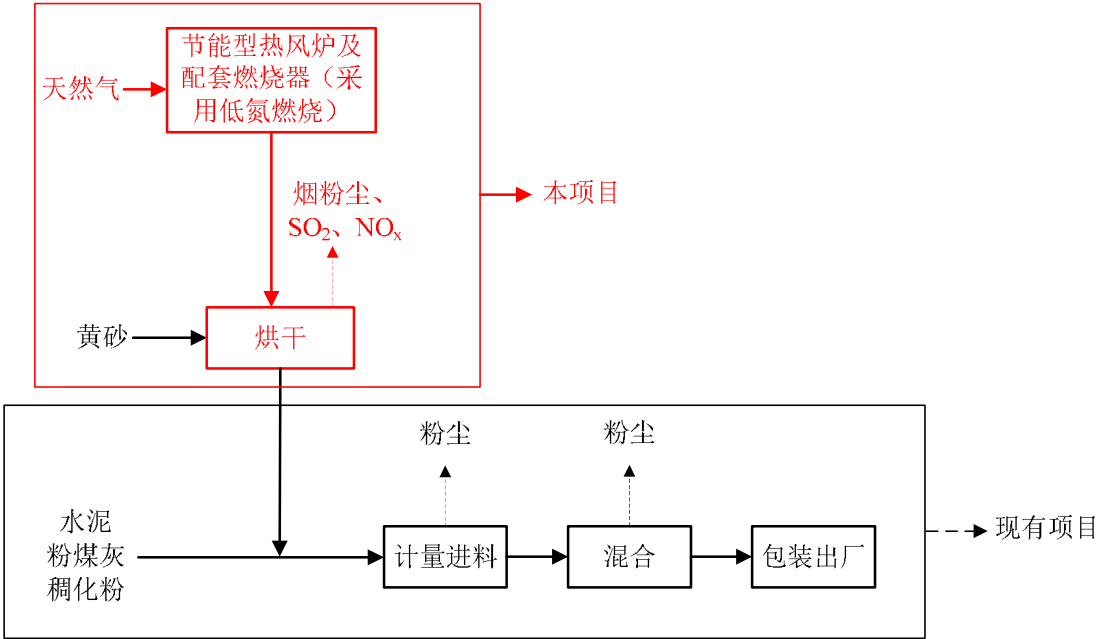 节能型热风炉及
配套燃烧器（采
用低氮燃烧）
天然气
烟粉尘、
SO₂、NOₓ
本项目
黄砂
烘干
粉尘
粉尘
水泥
粉煤灰
稠化粉
计量进料
混合
包装出厂
现有项目